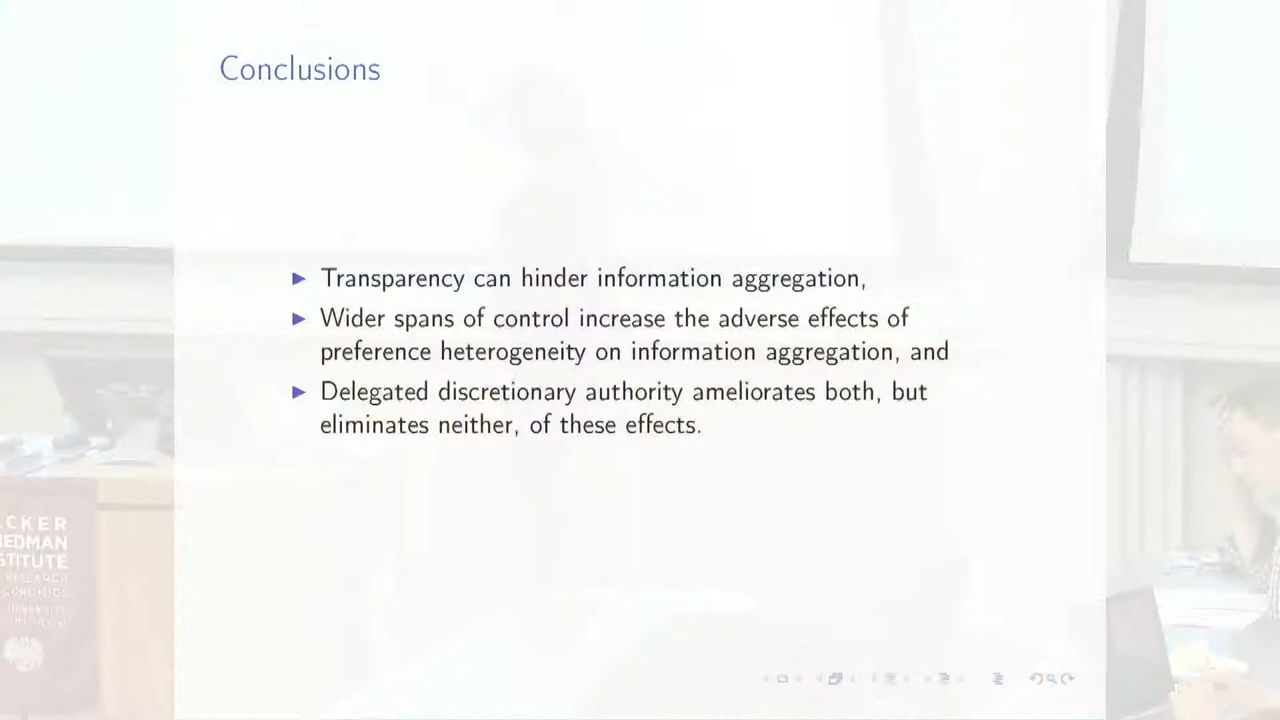 Conclusions
▶ Transparency can hinder information aggregation,
▶ Wider spans of control increase the adverse effects of
preference heterogeneity on information aggregation, and
▶ Delegated discretionary authority ameliorates both, but
eliminates neither, of these effects.
CKER
EDMAN
STITUTE
RESEARCH
CONOMICS